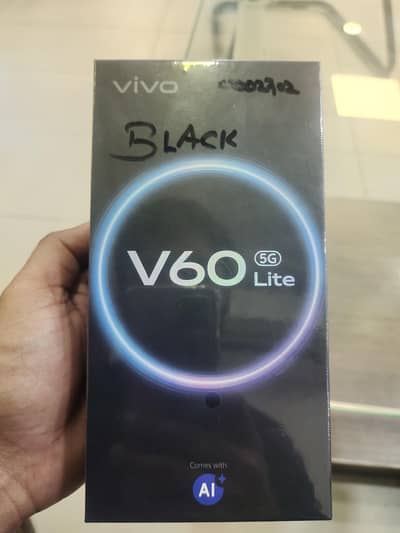 vivo
BLACK
V60 5G
Lite
Comes with
AI